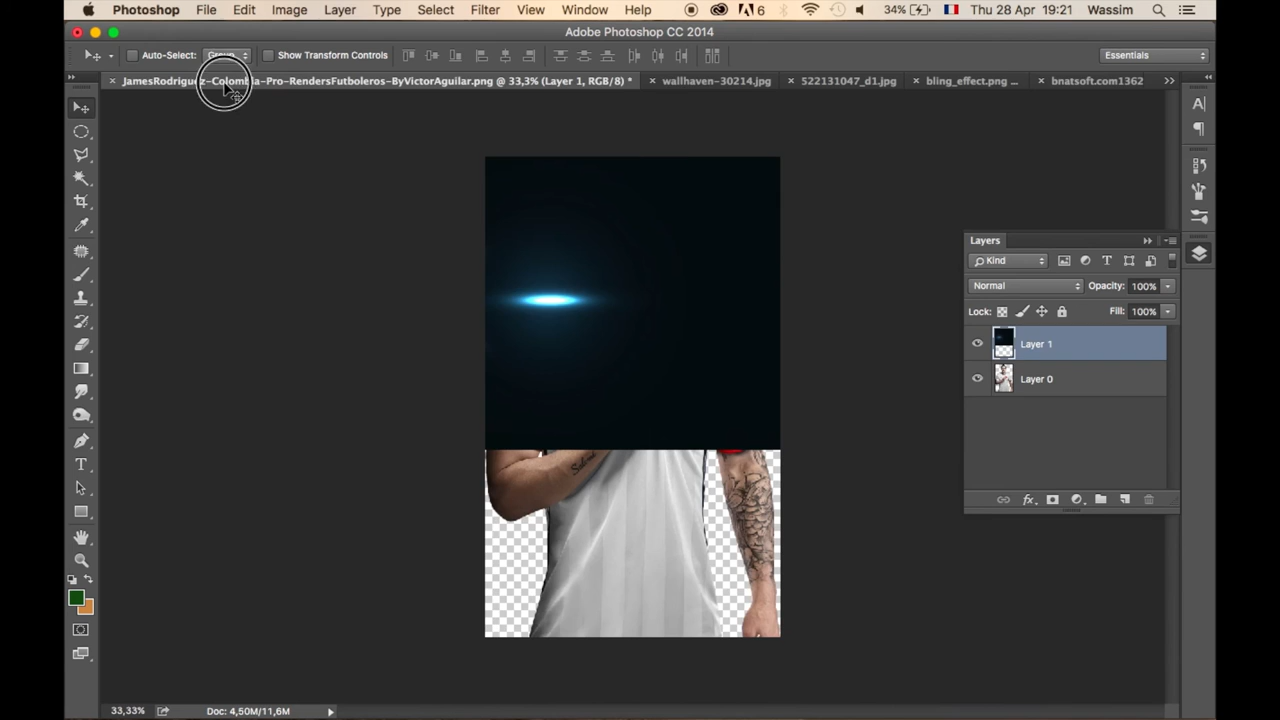 Photoshop File Edit Image Layer Type Select Filter View Window Help 6 34% Thu 28 Apr 19:21 Wassim
Adobe Photoshop CC 2014
Auto-Select: Group Show Transform Controls Essentials
× JamesRodriguez-Colombia-Pro-RendersFutboleros-ByVictorAguilar.png @ 33,3% (Layer 1, RGB/8) * × wallhaven-30214.jpg × 522131047_d1.jpg × bling_effect.png ... × bnatsoft.com1362
Layers
Kind
Normal Opacity: 100%
Lock: Fill: 100%
Layer 1
Layer 0
33,33% Doc: 4,50M/11,6M